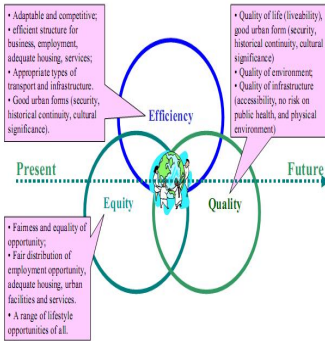 • Adaptable and competitive;
• efficient structure for
business, employment,
adequate housing, services;
• Appropriate types of
transport and infrastructure.
• Good urban forms (security,
historical continuity, cultural
significance).
• Quality of life (liveability),
good urban form (security,
historical continuity, cultural
significance)
• Quality of environment;
• Quality of infrastructure
(accessibility, no risk on
public health, and physical
environment)
Efficiency
Present
Future
Equity
Quality
• Fairness and equality of
opportunity;
• Fair distribution of
employment opportunity,
adequate housing, urban
facilities and services.
• A range of lifestyle
opportunities of all.